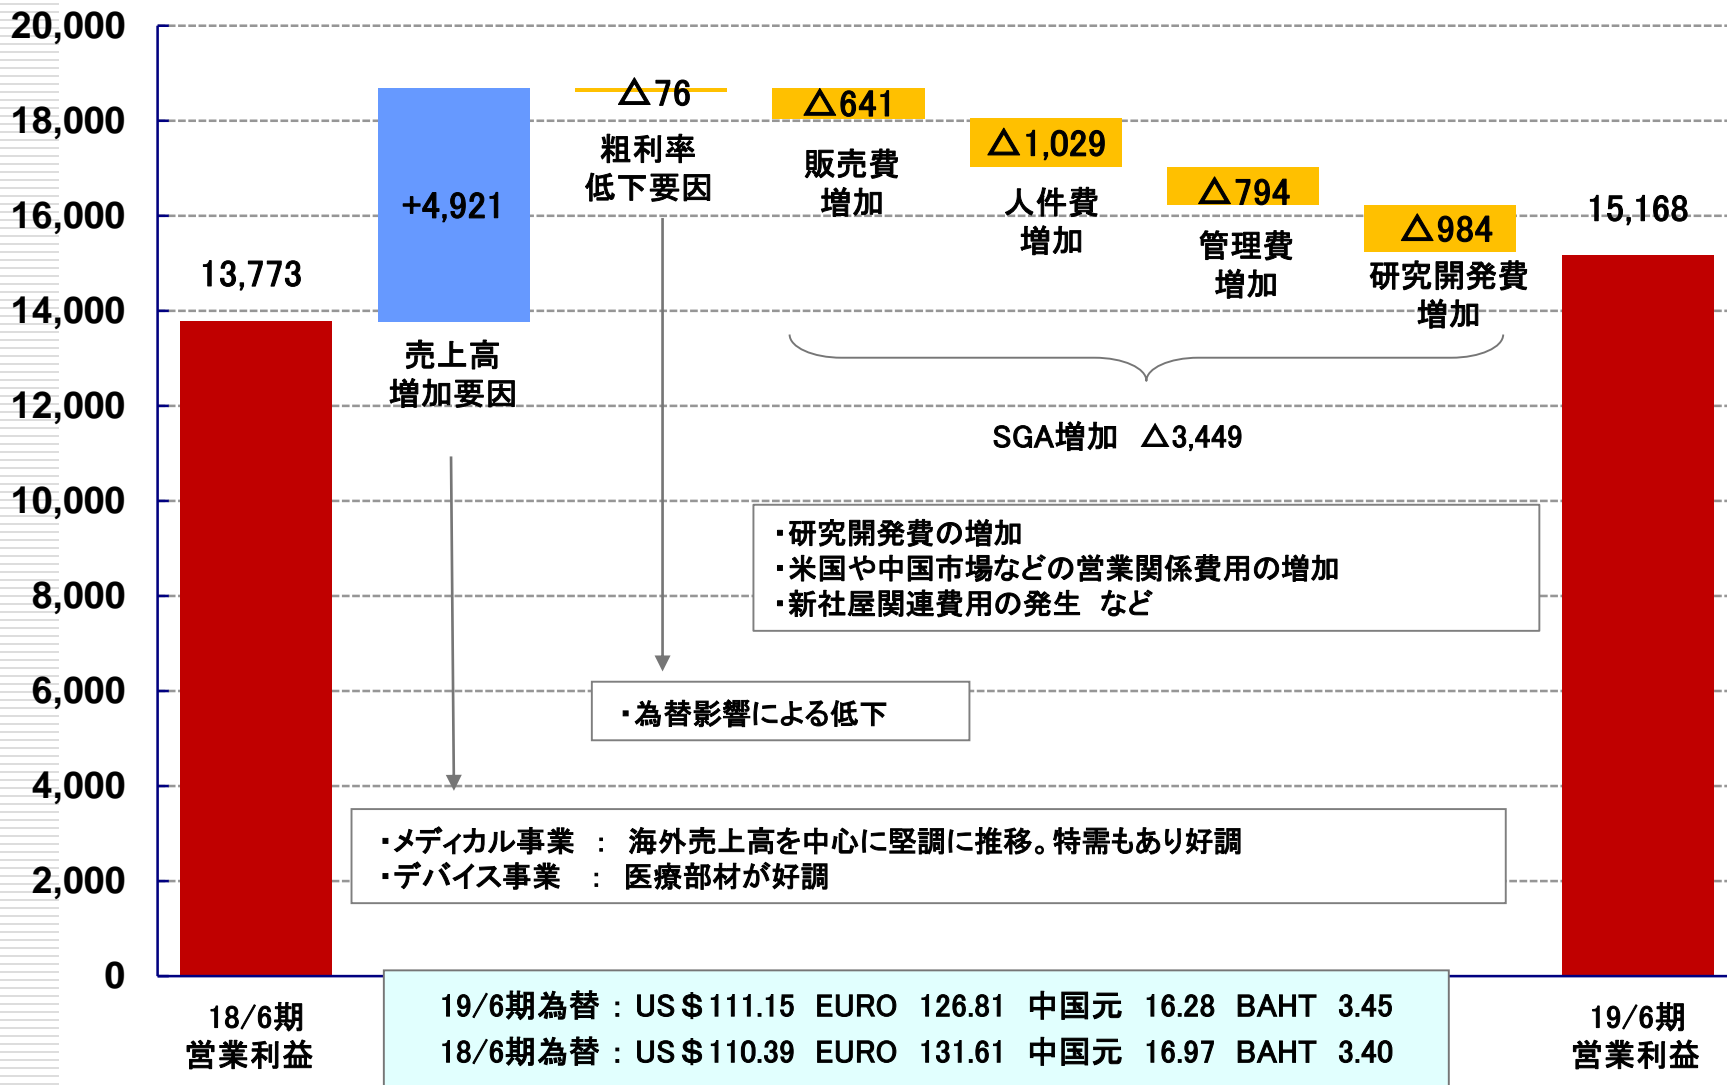 20,000
18,000
16,000
14,000
12,000
10,000
8,000
6,000
4,000
2,000
0
13,773
+4,921
売上高
増加要因
△76
粗利率
低下要因
△641
販売費
増加
△1,029
人件費
増加
△794
管理費
増加
△984
研究開発費
増加
15,168
SGA増加 △3,449
・研究開発費の増加
・米国や中国市場などの営業関係費用の増加
・新社屋関連費用の発生 など
・為替影響による低下
・メディカル事業 : 海外売上高を中心に堅調に推移。特需もあり好調
・デバイス事業 : 医療部材が好調
18/6期
営業利益
19/6期為替：US＄111.15 EURO 126.81 中国元 16.28 BAHT 3.45
18/6期為替：US＄110.39 EURO 131.61 中国元 16.97 BAHT 3.40
19/6期
営業利益